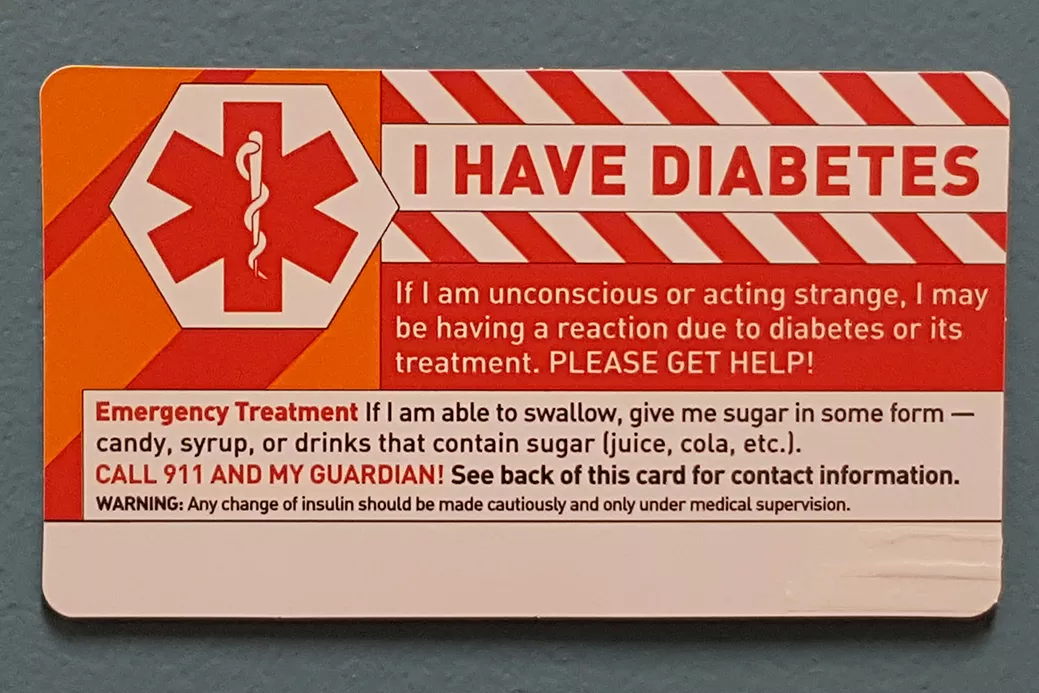 I HAVE DIABETES
If I am unconscious or acting strange, I may
be having a reaction due to diabetes or its
treatment. PLEASE GET HELP!
Emergency Treatment If I am able to swallow, give me sugar in some form —
candy, syrup, or drinks that contain sugar (juice, cola, etc.).
CALL 911 AND MY GUARDIAN! See back of this card for contact information.
WARNING: Any change of insulin should be made cautiously and only under medical supervision.